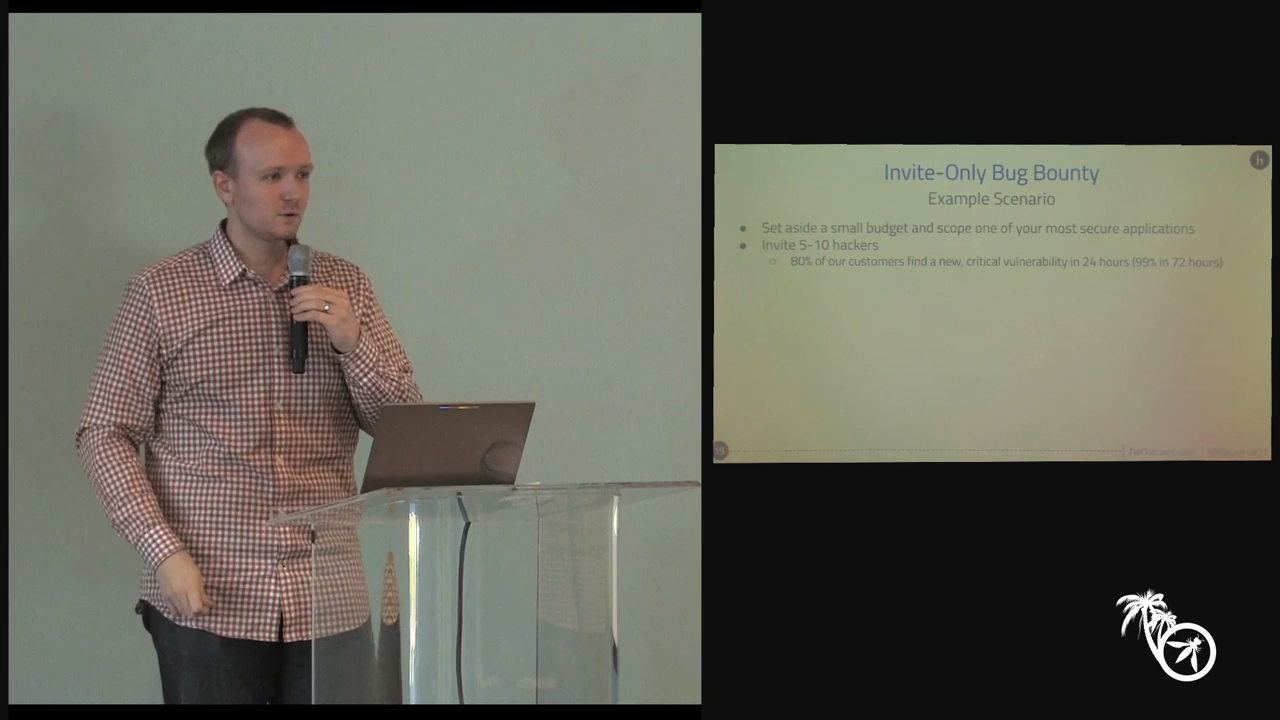 h
Invite-Only Bug Bounty
Example Scenario
● Set aside a small budget and scope one of your most secure applications
● Invite 5-10 hackers
○ 80% of our customers find a new, critical vulnerability in 24 hours (99% in 72 hours)